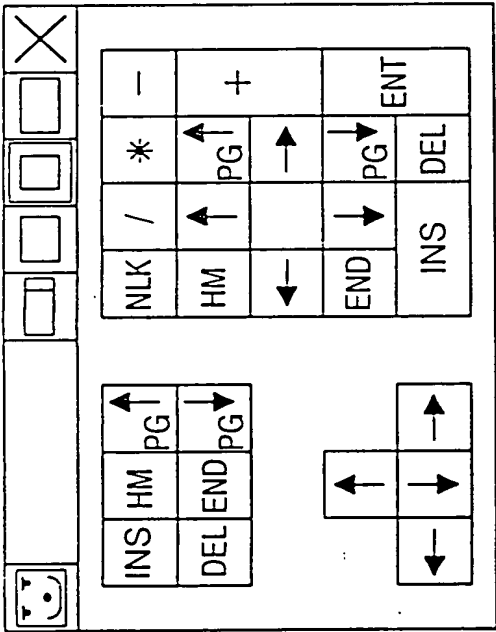 INS HM PG ↑ NLK / * -
DEL END PG ↓ HM ↑ PG ↑ +
← →
↑ END ↓ PG ↓ ENT
← ↓ → INS DEL